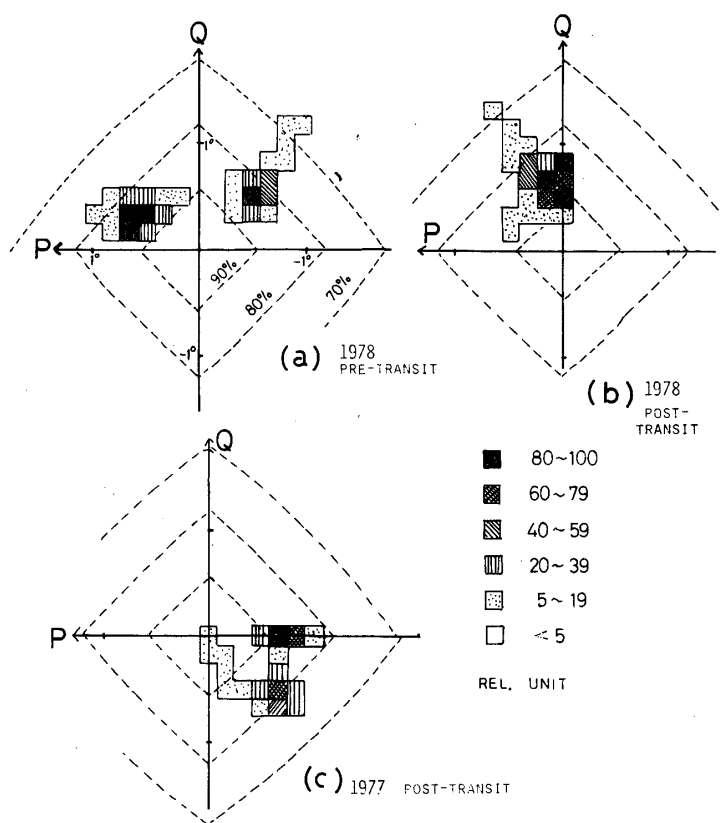 Q
Q
1°
P
1°
-1°
90%
80%
70%
-1°
(a) 1978
PRE-TRANSIT
P
(b) 1978
POST-
TRANSIT
Q
P
80~100
60~79
40~59
20~39
5~19
<5
REL. UNIT
(c) 1977 POST-TRANSIT